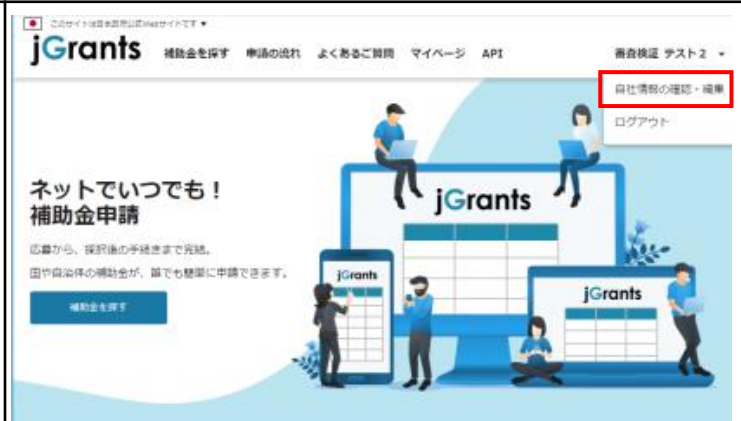 このサイトは日本政府公式Webサイトです ▼
jGrants 補助金を探す 申請の流れ よくあるご質問 マイページ API 審査検証 テスト2
自社情報の確認・編集
ログアウト
ネットでいつでも！
補助金申請
応募から、採択後の手続きまで完結。
国や自治体の補助金が、誰でも簡単に申請できます。
補助金を探す
jGrants
jGrants
jGrants